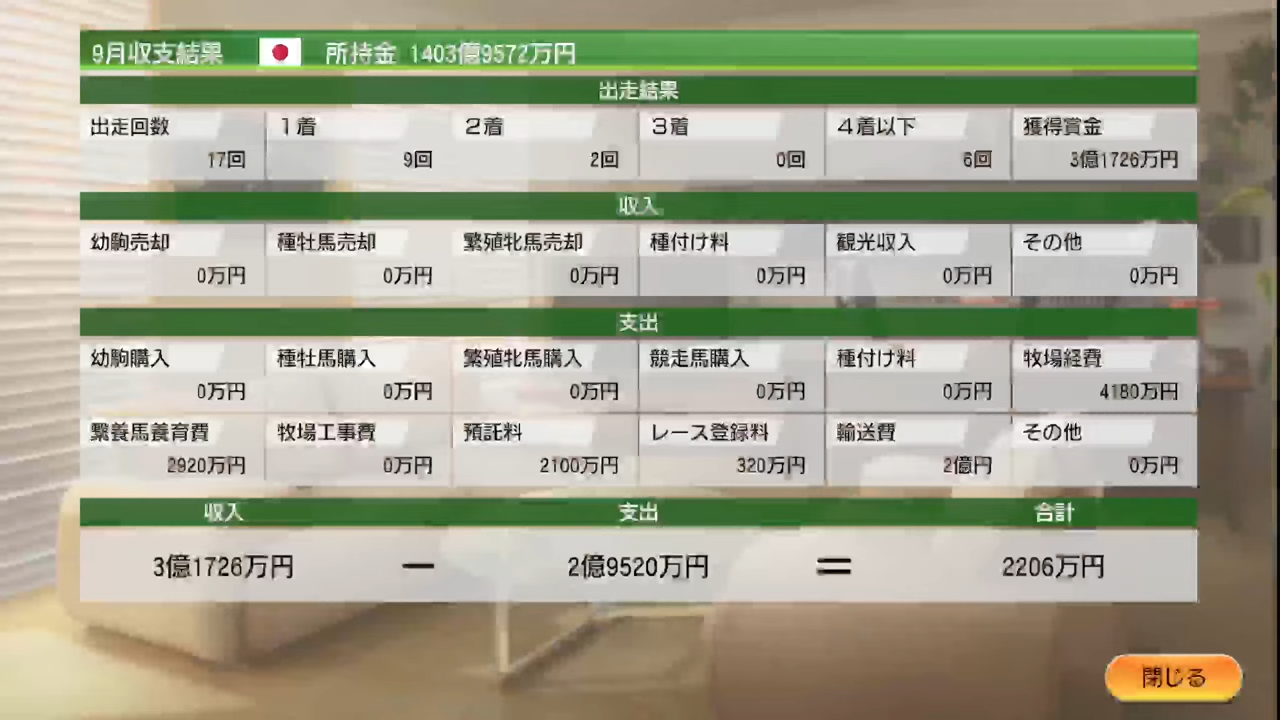 9月収支結果 所持金 1403億9572万円
出走結果
出走回数 1着 2着 3着 4着以下 獲得賞金
17回 9回 2回 0回 6回 3億1726万円
収入
幼駒売却 種牡馬売却 繁殖牝馬売却 種付け料 観光収入 その他
0万円 0万円 0万円 0万円 0万円 0万円
支出
幼駒購入 種牡馬購入 繁殖牝馬購入 競走馬購入 種付け料 牧場経費
0万円 0万円 0万円 0万円 0万円 4180万円
繋養馬養育費 牧場工事費 預託料 レース登録料 輸送費 その他
2920万円 0万円 2100万円 320万円 2億円 0万円
収入 支出 合計
3億1726万円 － 2億9520万円 ＝ 2206万円
閉じる